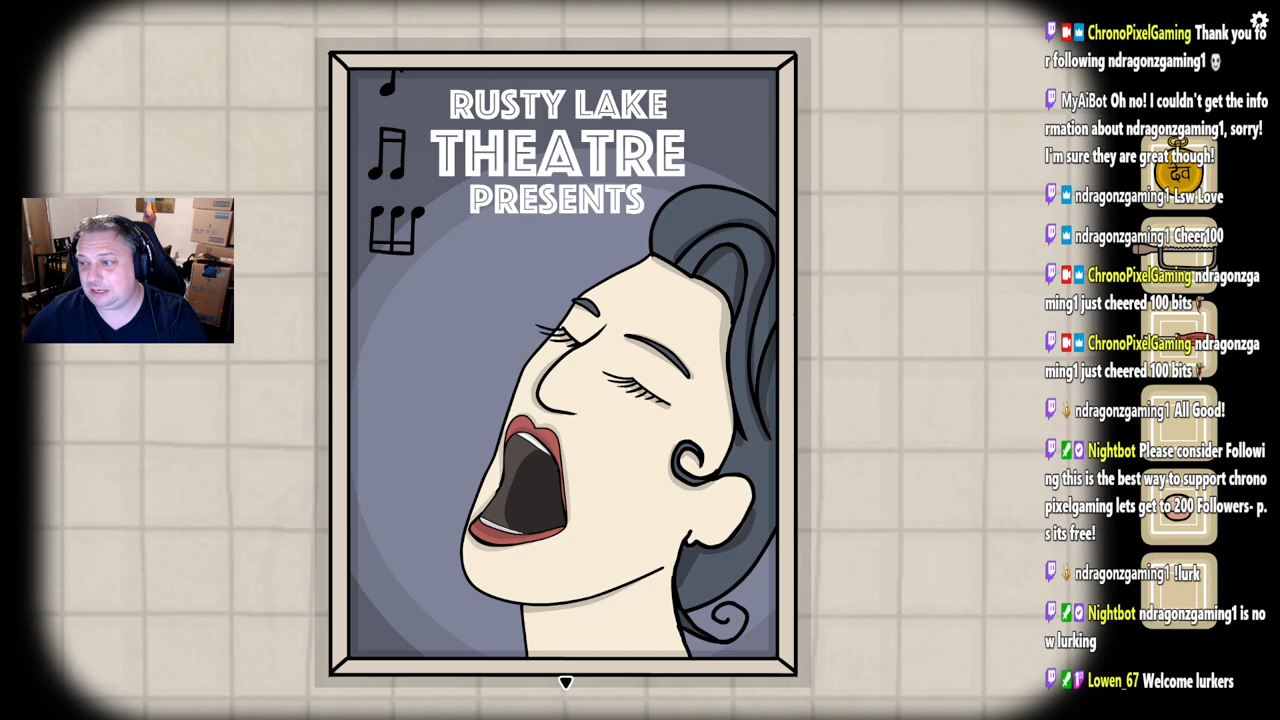 RUSTY LAKE
THEATRE
PRESENTS
ChronoPixelGaming Thank you fo
r following ndragonzgaming1
MyAiBot Oh no! I couldn't get the info
rmation about ndragonzgaming1, sorry!
I'm sure they are great though!
देव
ndragonzgaming1 Lsw Love
ndragonzgaming1 Cheer100
ChronoPixelGaming ndragonzga
ming1 just cheered 100 bits
ChronoPixelGaming ndragonzga
ming1 just cheered 100 bits
ndragonzgaming1 All Good!
Nightbot Please consider Followi
ng this is the best way to support chrono
pixelgaming lets get to 200 Followers- p.
s its free!
ndragonzgaming1 !lurk
Nightbot ndragonzgaming1 is no
w lurking
Lowen_67 Welcome lurkers